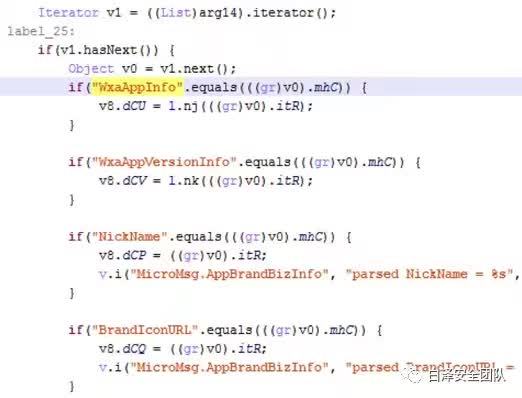 Iterator v1 = ((List)arg14).iterator();
label_25:
if(v1.hasNext()) {
Object v0 = v1.next();
if("WxaAppInfo".equals(((gr)v0).mhC)) {
v8.dCU = l.nj(((gr)v0).itR);
}
if("WxaAppVersionInfo".equals(((gr)v0).mhC)) {
v8.dCV = l.nk(((gr)v0).itR);
}
if("NickName".equals(((gr)v0).mhC)) {
v8.dCP = ((gr)v0).itR;
v.i("MicroMsg.AppBrandBizInfo", "parsed NickName = %s",
}
if("BrandIconURL".equals(((gr)v0).mhC)) {
v8.dCQ = ((gr)v0).itR;
v.i("MicroMsg.AppBrandBizInfo", "parsed BrandIconURL =
}
白泽安全团队